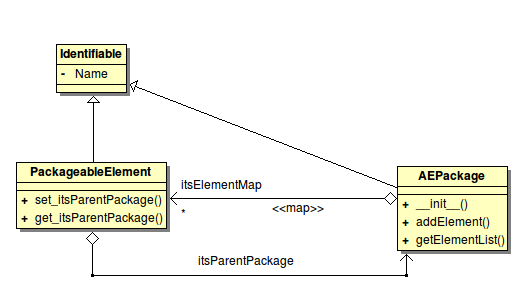 Identifiable
- Name
PackageableElement
+ set_itsParentPackage()
+ get_itsParentPackage()
itsElementMap
*
<<map>>
AEPackage
+ __init__()
+ addElement()
+ getElementList()
itsParentPackage